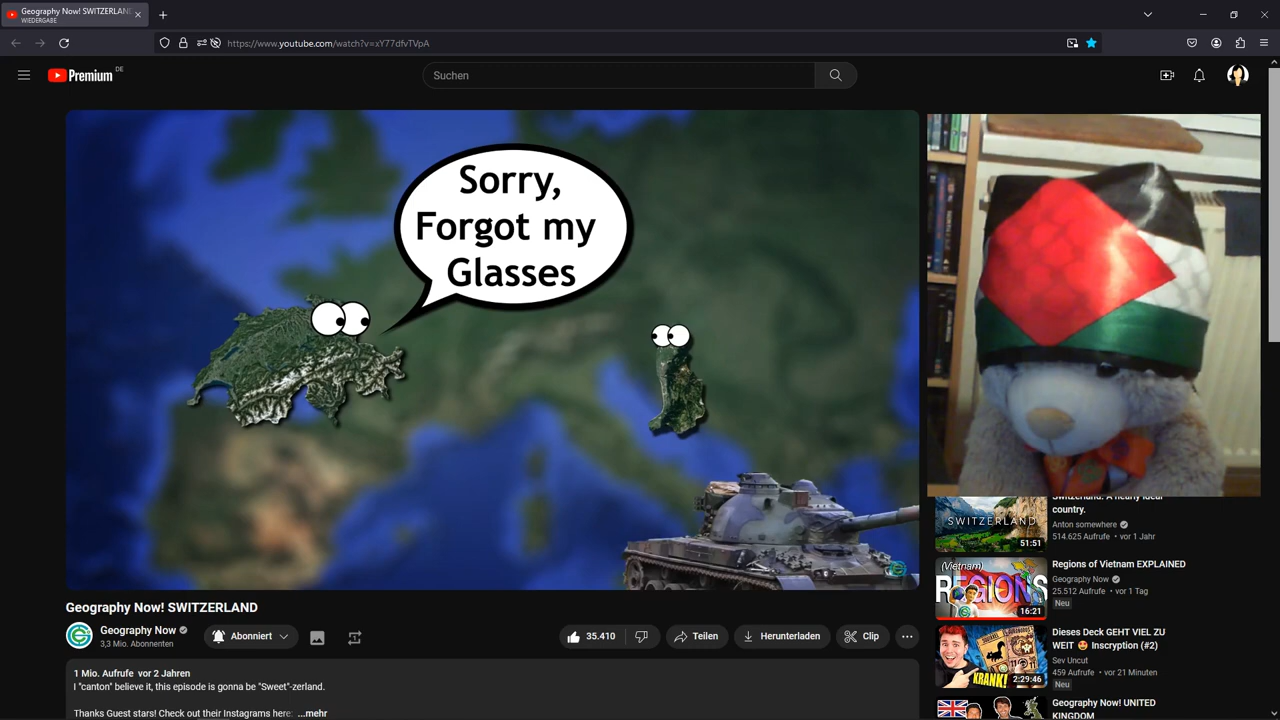 Geography Now! SWITZERLAND
WIEDERGABE
https://www.youtube.com/watch?v=xY77dfvTVpA
Premium DE
Suchen
Sorry,
Forgot my
Glasses
Geography Now! SWITZERLAND
Geography Now
3,3 Mio. Abonnenten
Abonniert
35.410
Teilen
Herunterladen
Clip
1 Mio. Aufrufe vor 2 Jahren
I "canton" believe it, this episode is gonna be "Sweet"-zerland.
Thanks Guest stars! Check out their Instagrams here: ...mehr
SWITZERLAND
51:51
Switzerland: A nearly ideal
country.
Anton somewhere
514.625 Aufrufe • vor 1 Jahr
(Vietnam)
REGIONS
16:21
Regions of Vietnam EXPLAINED
Geography Now
25.512 Aufrufe • vor 1 Tag
Neu
KRANK!
2:29:46
Dieses Deck GEHT VIEL ZU
WEIT 🤩 Inscryption (#2)
Sev Uncut
459 Aufrufe • vor 21 Minuten
Neu
Geography Now! UNITED
KINGDOM